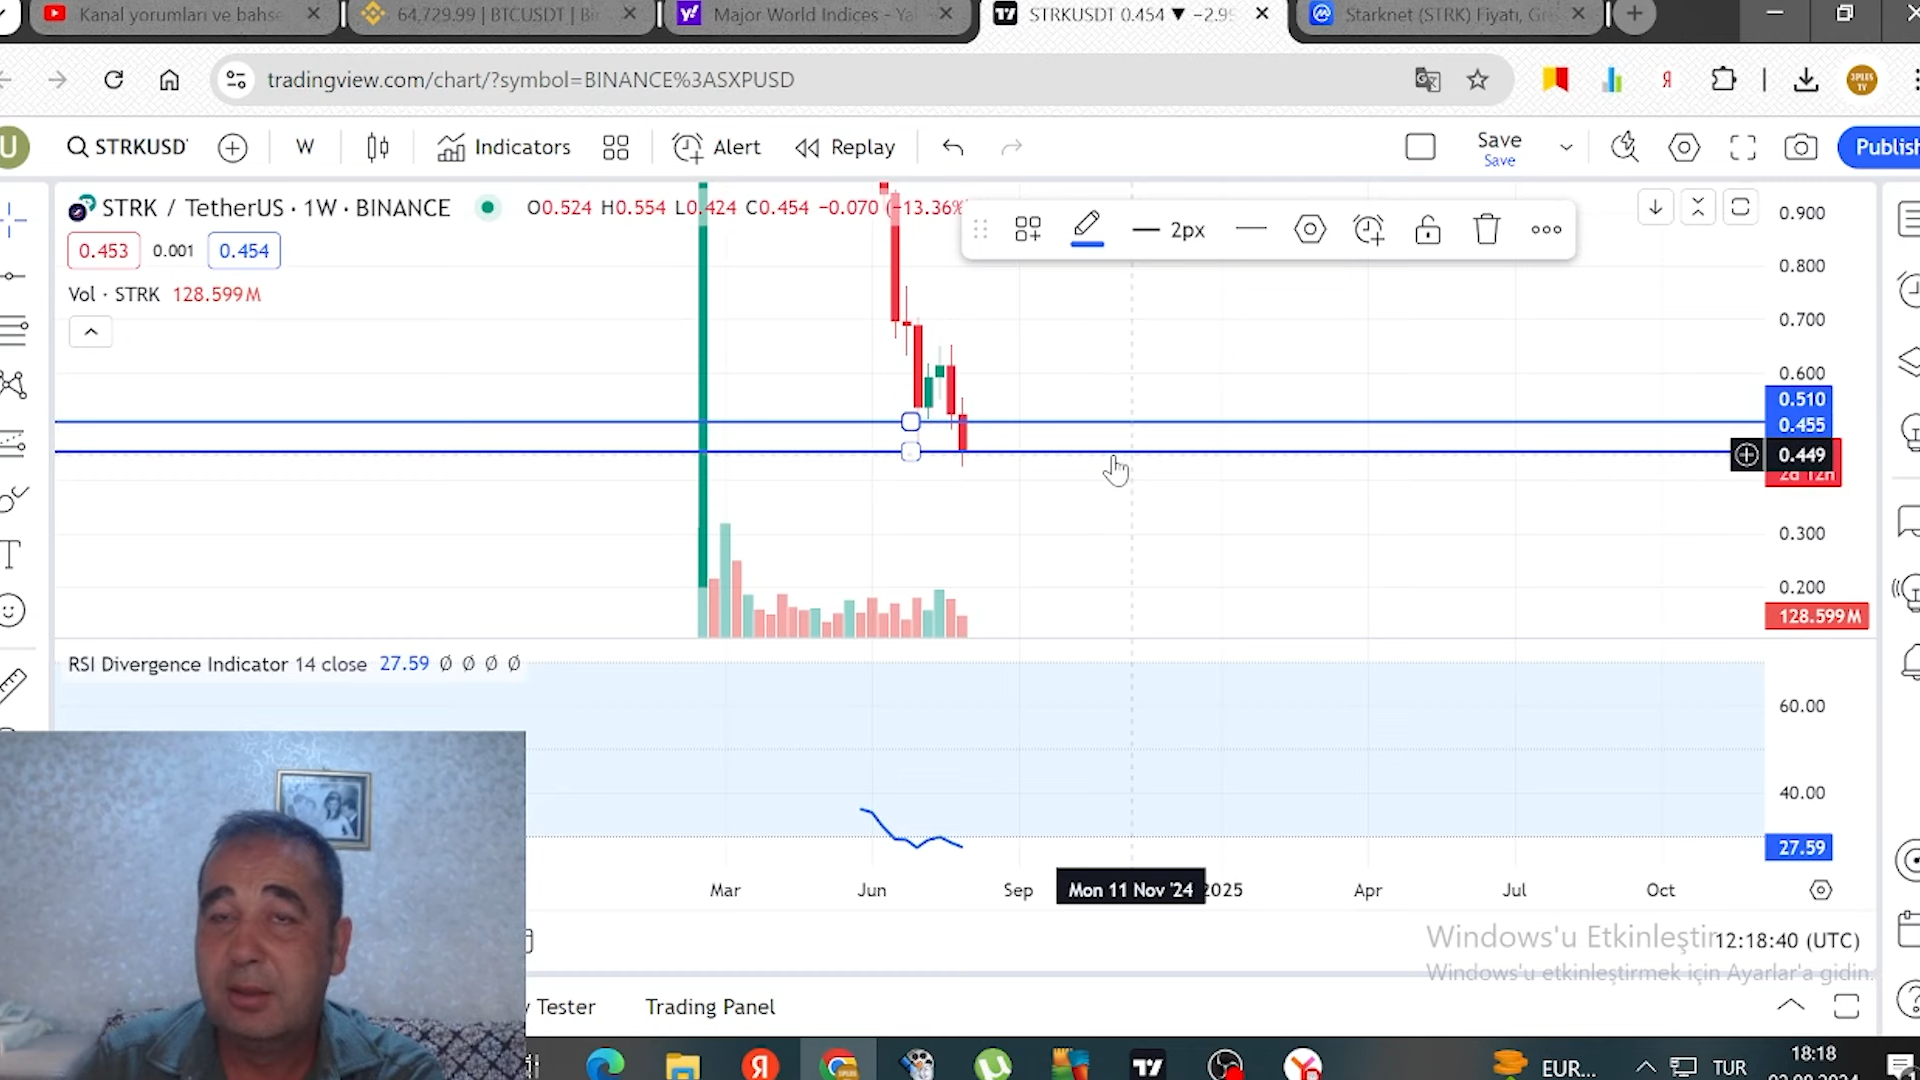 Kanal yorumları ve bahse
64,729.99 | BTCUSDT | Bin
Major World Indices - Ya
STRKUSDT 0.454 ▼ −2.9
Starknet (STRK) Fiyatı, Gr
tradingview.com/chart/?symbol=BINANCE%3ASXPUSD
3PLES TV
U
STRKUSD
W
Indicators
Alert
Replay
Save
Save
Publish
STRK / TetherUS · 1W · BINANCE
O0.524 H0.554 L0.424 C0.454 −0.070 (−13.36%
2px
0.453
0.001
0.454
Vol · STRK 128.599M
0.900
0.800
0.700
0.600
0.510
0.455
0.449
2d 12h
0.300
0.200
128.599M
RSI Divergence Indicator 14 close 27.59 Ø Ø Ø Ø
60.00
40.00
27.59
Mar
Jun
Sep
Mon 11 Nov '24
2025
Apr
Jul
Oct
Windows'u Etkinleştir
12:18:40 (UTC)
Windows'u etkinleştirmek için Ayarlar'a gidin.
Tester
Trading Panel
EUR...
TUR
18:18